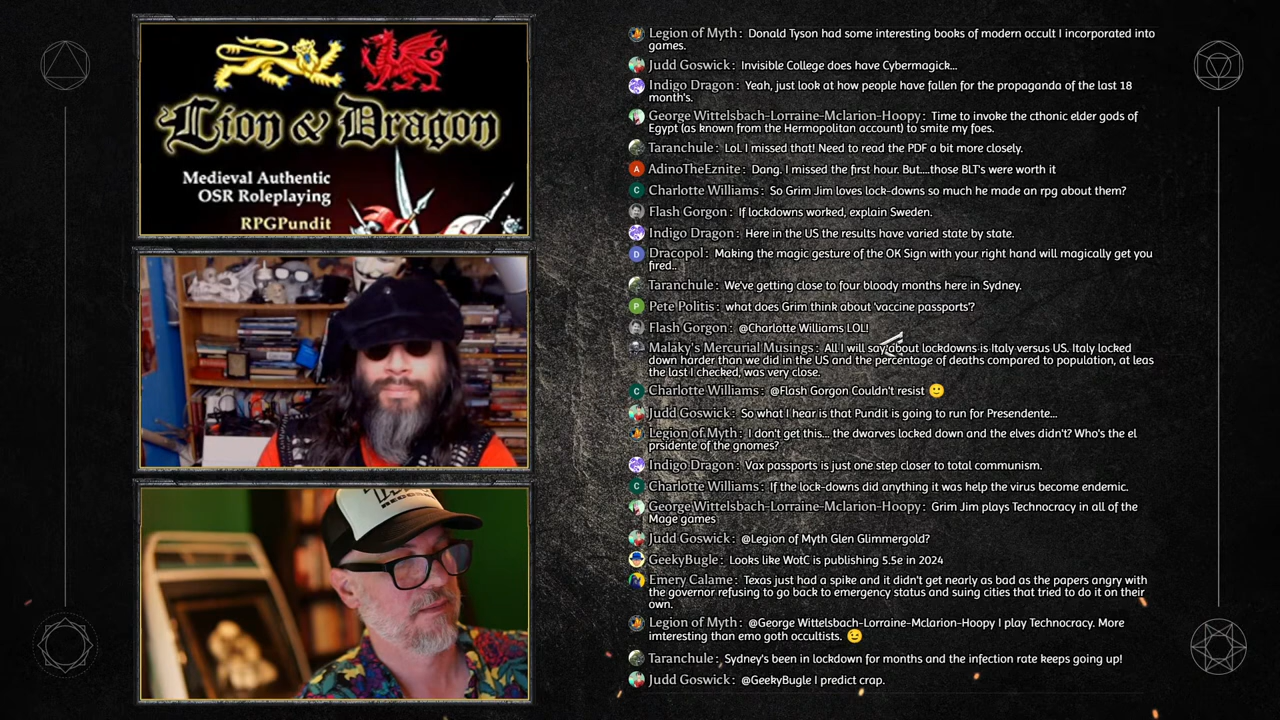 Lion & Dragon
Medieval Authentic
OSR Roleplaying
RPGPundit
Legion of Myth: Donald Tyson had some interesting books of modern occult I incorporated into
games.
Judd Goswick: Invisible College does have Cybermagick...
Indigo Dragon: Yeah, just look at how people have fallen for the propaganda of the last 18
month's.
George Wittelsbach-Lorraine-Mclarion-Hoopy: Time to invoke the cthonic elder gods of
Egypt (as known from the Hermopolitan account) to smite my foes.
Taranchule: LoL I missed that! Need to read the PDF a bit more closely.
A AdinoTheEznite: Dang. I missed the first hour. But....those BLT's were worth it
C Charlotte Williams: So Grim Jim loves lock-downs so much he made an rpg about them?
Flash Gorgon: If lockdowns worked, explain Sweden.
Indigo Dragon: Here in the US the results have varied state by state.
D Dracopol: Making the magic gesture of the OK Sign with your right hand will magically get you
fired..
Taranchule: We've getting close to four bloody months here in Sydney.
P Pete Politis: what does Grim think about 'vaccine passports'?
Flash Gorgon: @Charlotte Williams LOL!
Malaky's Mercurial Musings: All I will say about lockdowns is Italy versus US. Italy locked
down harder than we did in the US and the percentage of deaths compared to population, at leas
the last I checked, was very close.
C Charlotte Williams: @Flash Gorgon Couldn't resist 🙂
Judd Goswick: So what I hear is that Pundit is going to run for Presendente...
Legion of Myth: I don't get this... the dwarves locked down and the elves didn't? Who's the el
prsidente of the gnomes?
Indigo Dragon: Vax passports is just one step closer to total communism.
C Charlotte Williams: If the lock-downs did anything it was help the virus become endemic.
George Wittelsbach-Lorraine-Mclarion-Hoopy: Grim Jim plays Technocracy in all of the
Mage games
Judd Goswick: @Legion of Myth Glen Glimmergold?
GeekyBugle: Looks like WotC is publishing 5.5e in 2024
Emery Calame: Texas just had a spike and it didn't get nearly as bad as the papers angry with
the governor refusing to go back to emergency status and suing cities that tried to do it on their
own.
Legion of Myth: @George Wittelsbach-Lorraine-Mclarion-Hoopy I play Technocracy. More
imteresting than emo goth occultists. 😉
Taranchule: Sydney's been in lockdown for months and the infection rate keeps going up!
Judd Goswick: @GeekyBugle I predict crap.